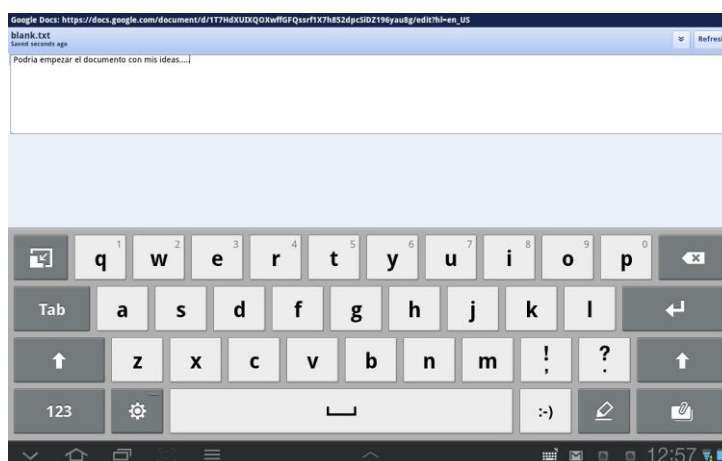 Google Docs: https://docs.google.com/document/d/1T7HdXUIXQOXwffGFQssrf1X7h852dpcSiDZ196yau8g/edit?hl=en_US
blank.txt
Saved seconds ago
Refresh
Podría empezar el documento con mis ideas....
q 1 w 2 e 3 r 4 t 5 y 6 u 7 i 8 o 9 p 0
Tab a s d f g h j k l
z x c v b n m ! , ? .
123 :-)
12:57